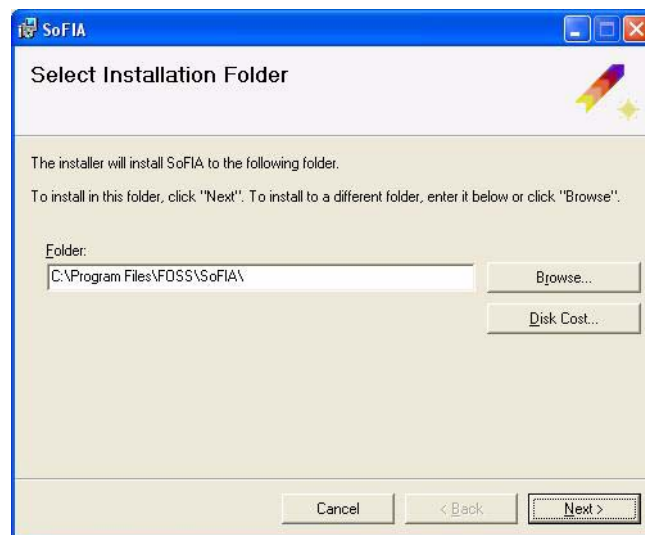 SoFIA
Select Installation Folder
The installer will install SoFIA to the following folder.
To install in this folder, click "Next". To install to a different folder, enter it below or click "Browse".
Folder:
C:\Program Files\FOSS\SoFIA\
Browse...
Disk Cost...
Cancel
< Back
Next >